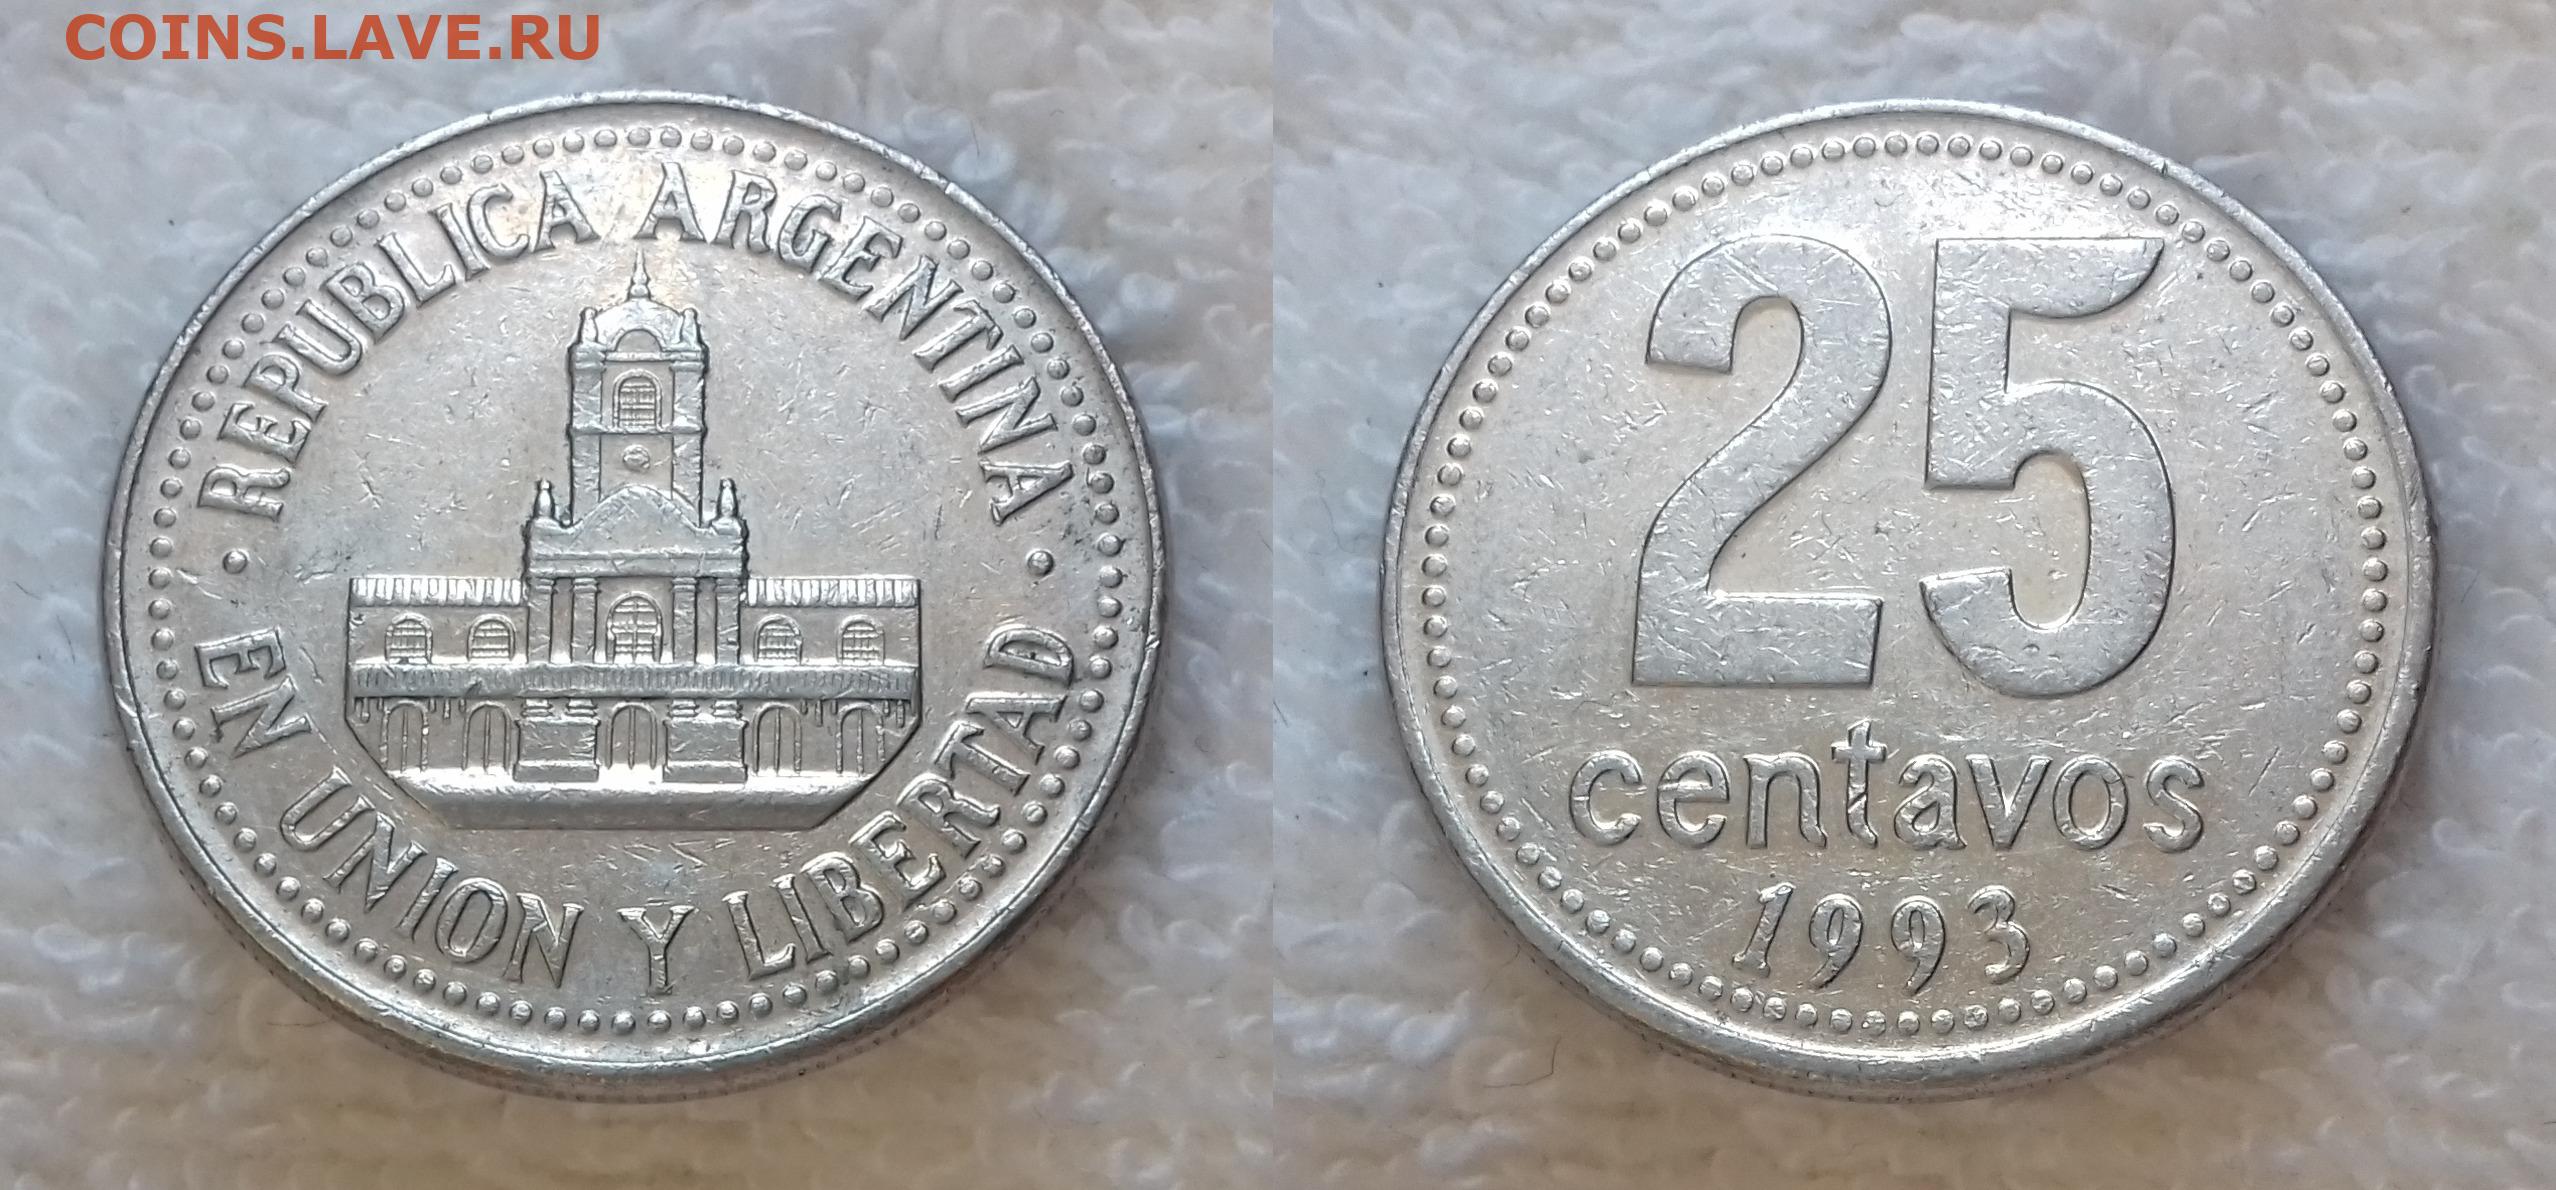 COINS.LAVE.RU
REPUBLICA ARGENTINA
EN UNION Y LIBERTAD
25
centavos
1993